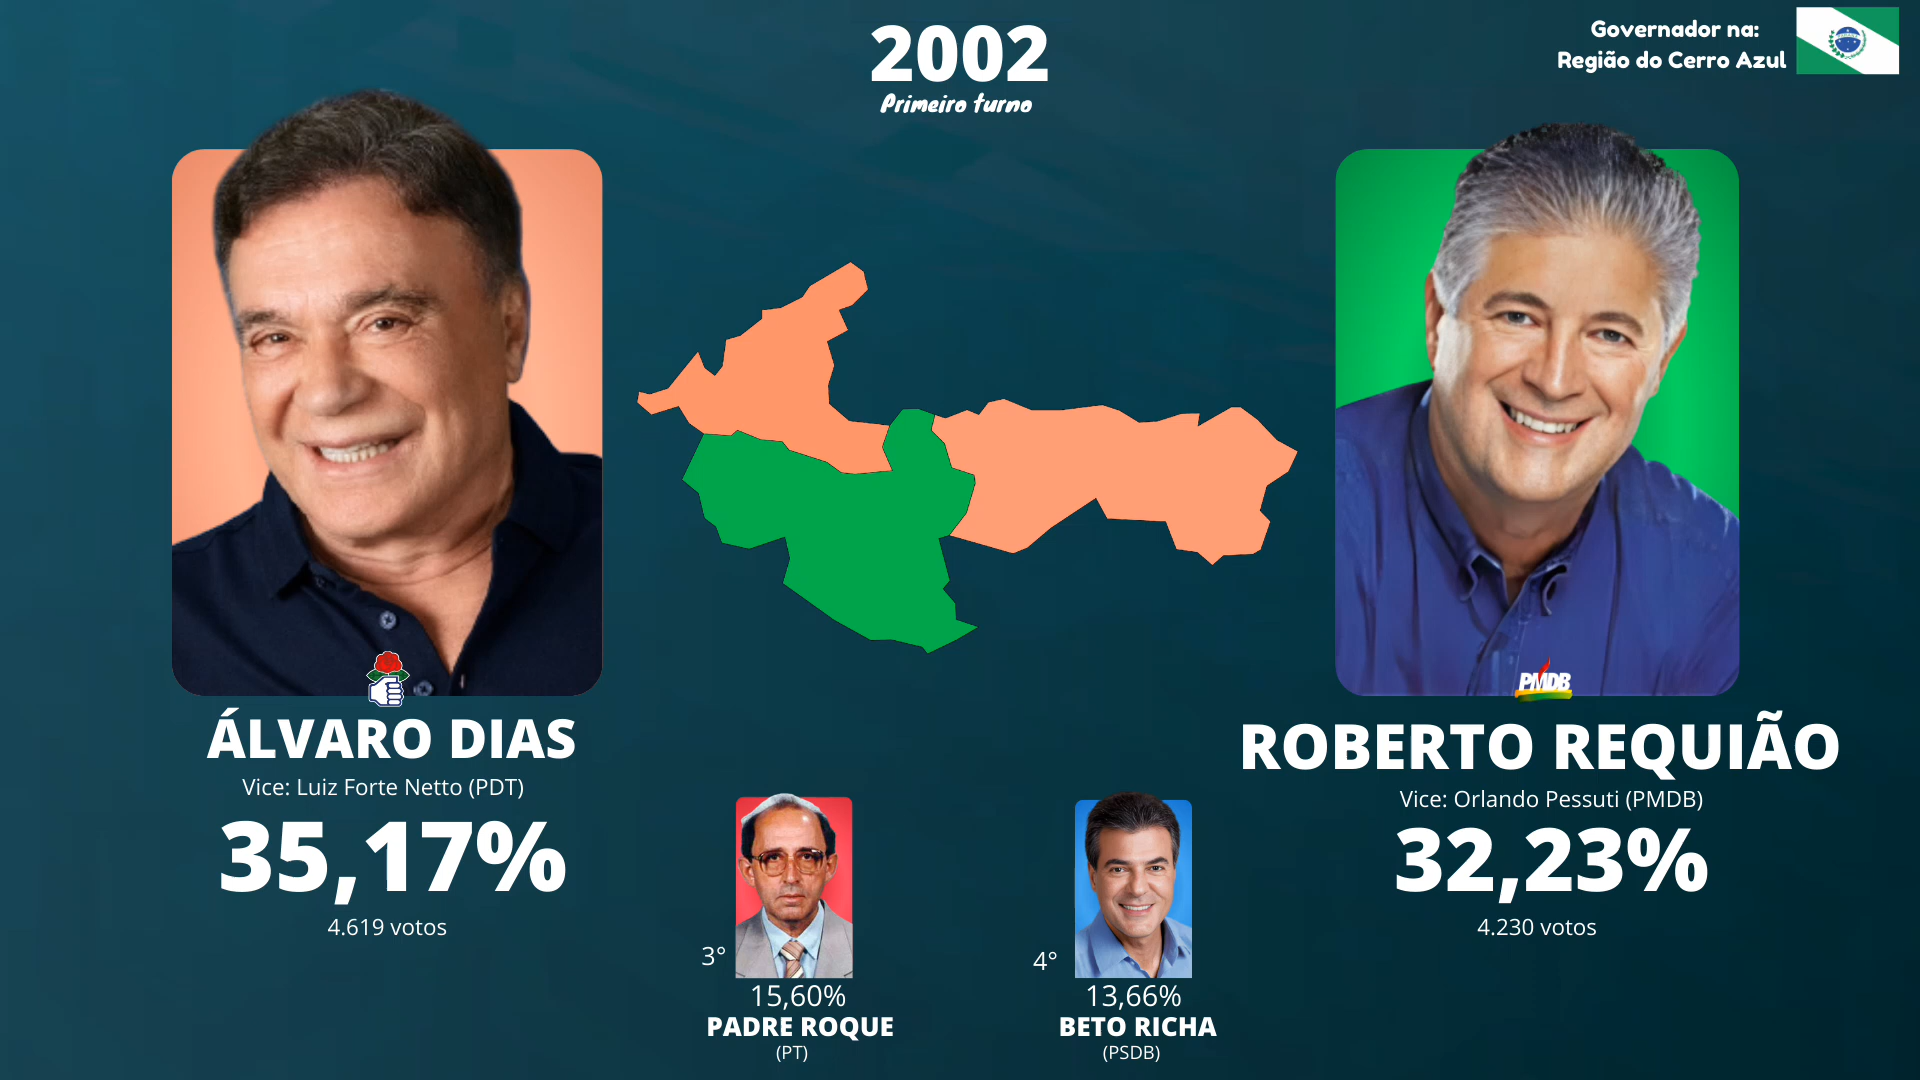 2002
Primeiro turno
Governador na:
Região do Cerro Azul
PMDB
ÁLVARO DIAS
Vice: Luiz Forte Netto (PDT)
35,17%
4.619 votos
ROBERTO REQUIÃO
Vice: Orlando Pessuti (PMDB)
32,23%
4.230 votos
3°
15,60%
PADRE ROQUE
(PT)
4°
13,66%
BETO RICHA
(PSDB)